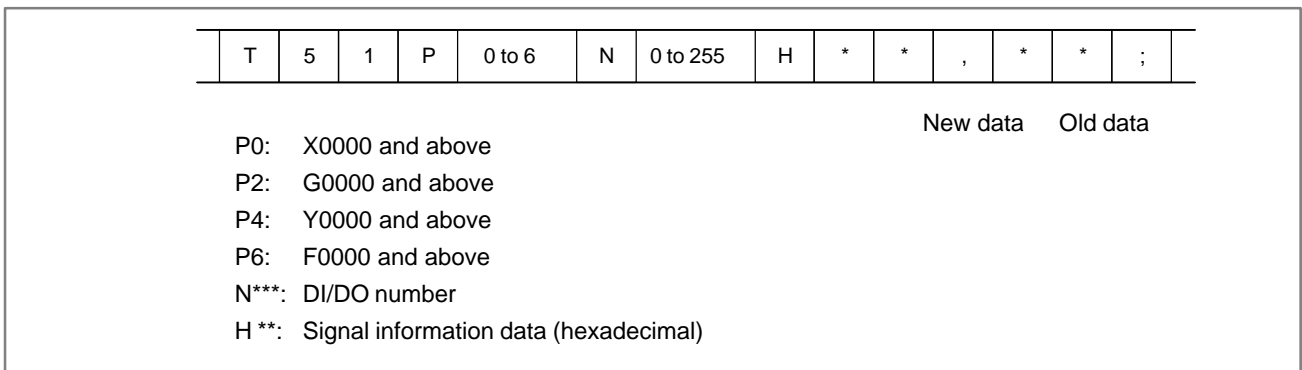 T 5 1 P 0 to 6 N 0 to 255 H * * , * * ;
New data Old data
P0: X0000 and above
P2: G0000 and above
P4: Y0000 and above
P6: F0000 and above
N***: DI/DO number
H **: Signal information data (hexadecimal)